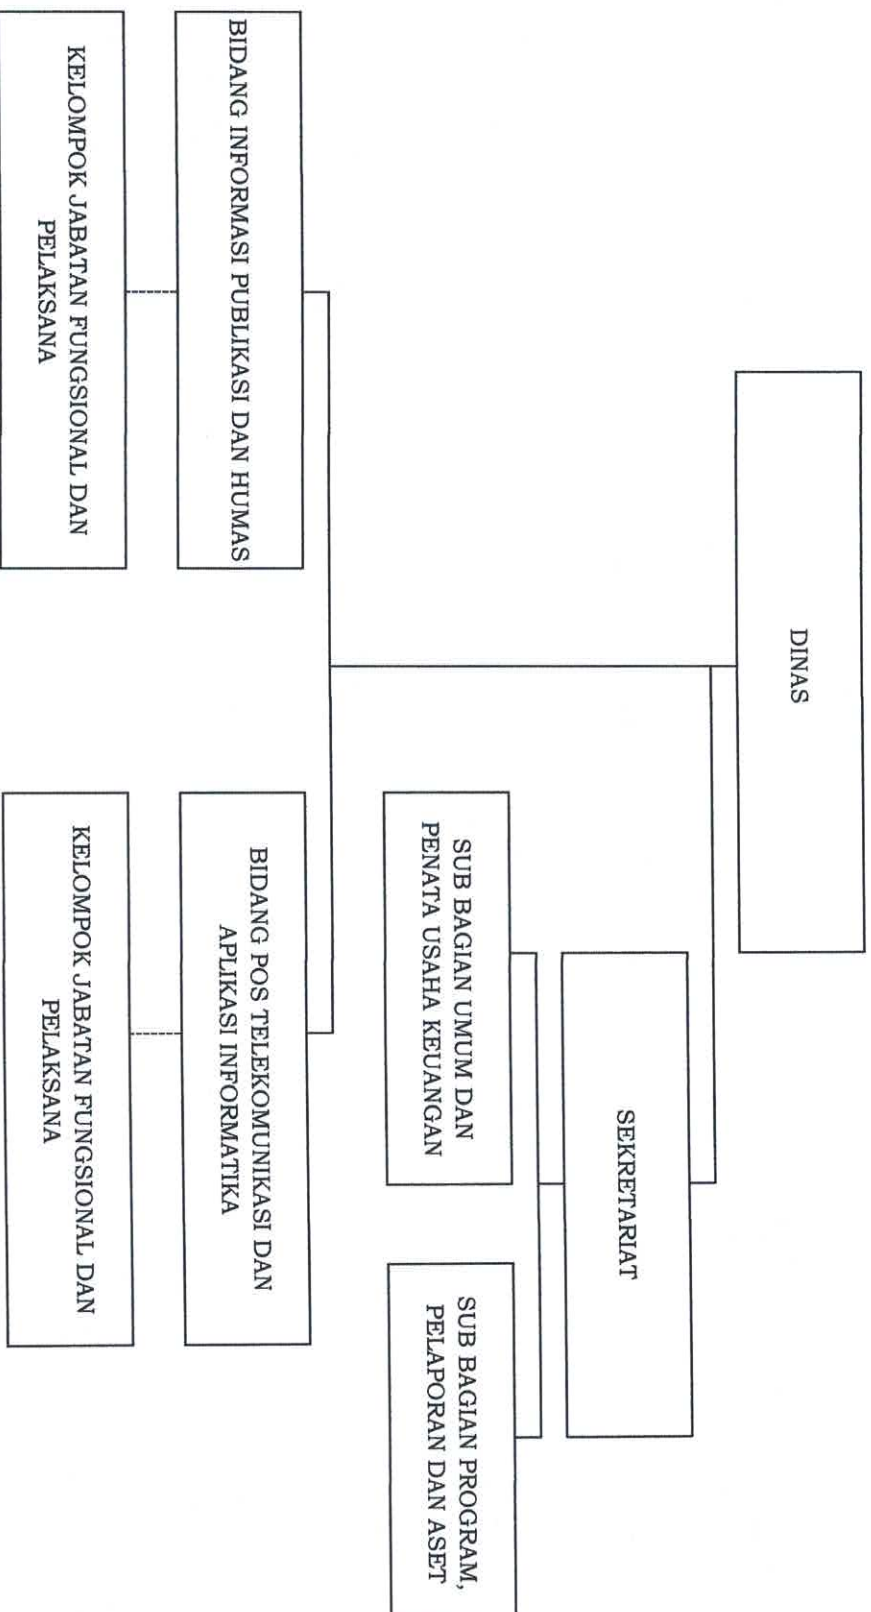 DINAS
SEKRETARIAT
SUB BAGIAN UMUM DAN
PENATA USAHA KEUANGAN
SUB BAGIAN PROGRAM,
PELAPORAN DAN ASET
BIDANG INFORMASI PUBLIKASI DAN HUMAS
BIDANG POS TELEKOMUNIKASI DAN
APLIKASI INFORMATIKA
KELOMPOK JABATAN FUNGSIONAL DAN
PELAKSANA
KELOMPOK JABATAN FUNGSIONAL DAN
PELAKSANA